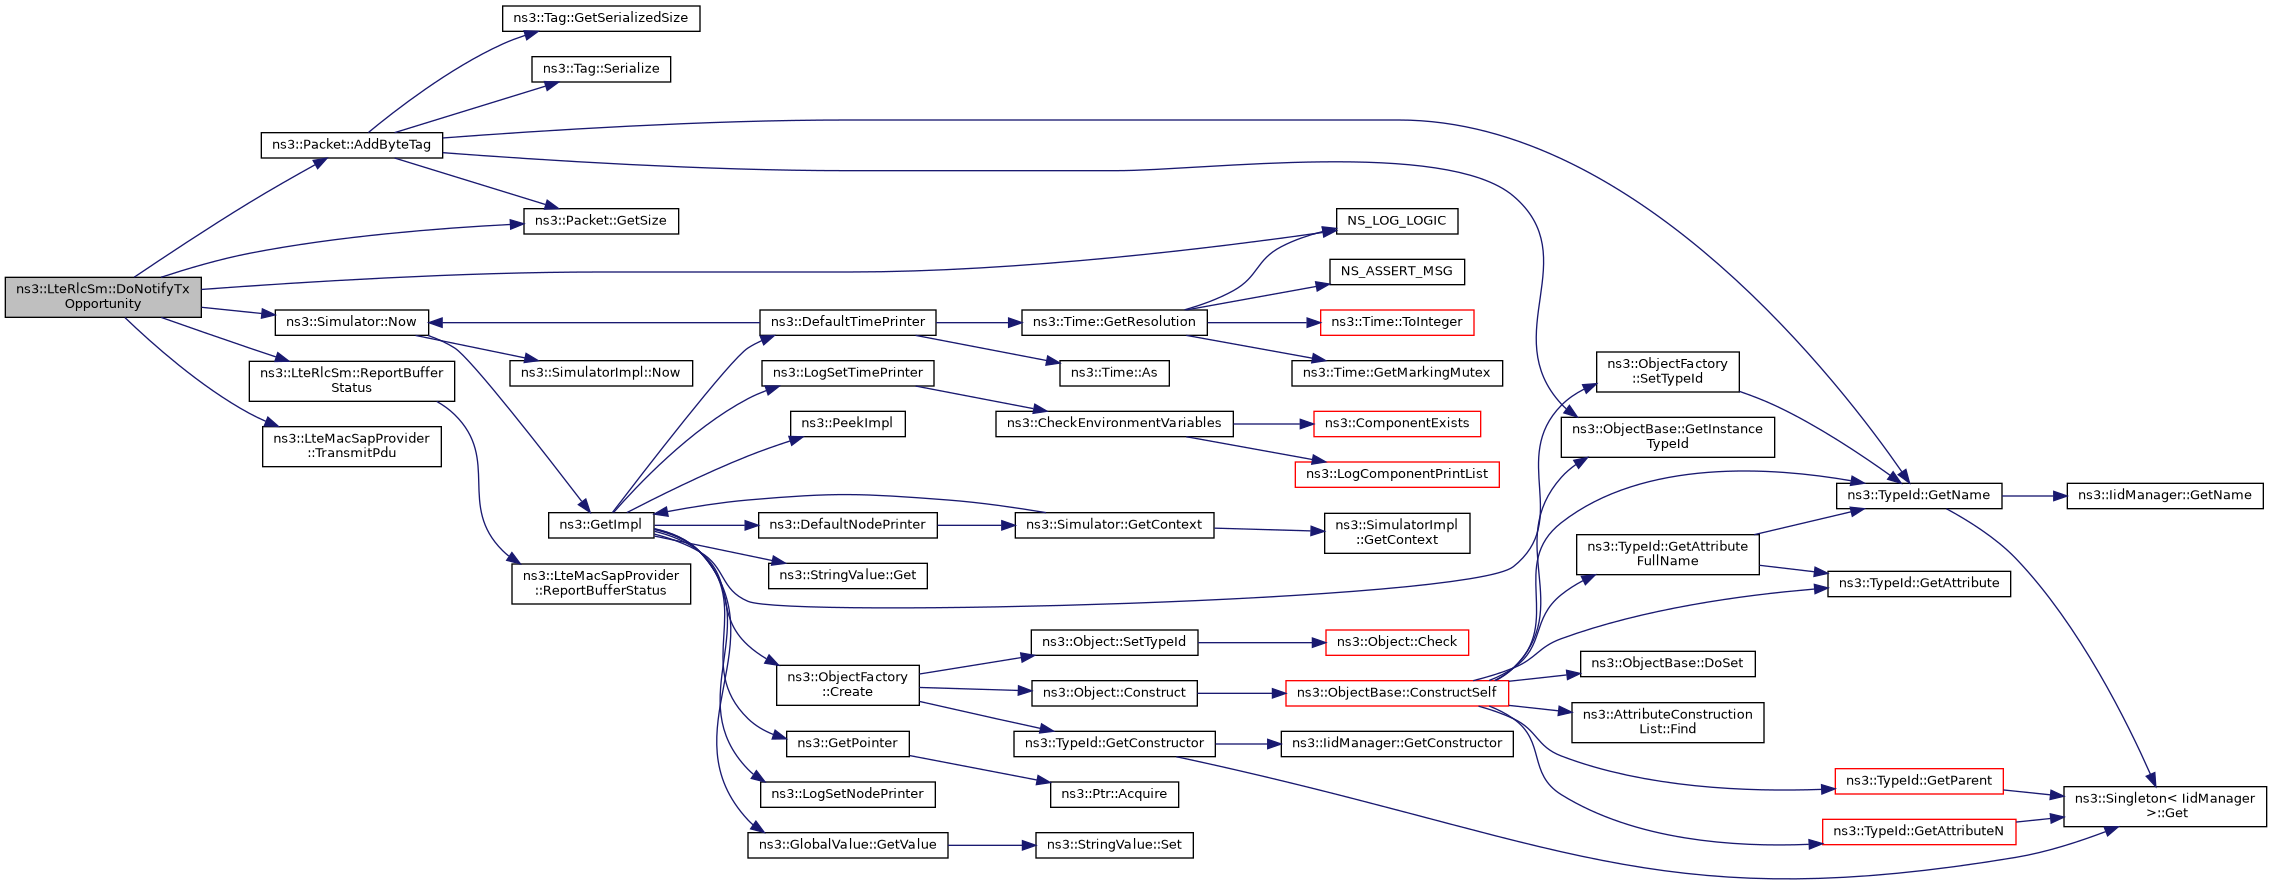 ns3::Tag::GetSerializedSize
ns3::Tag::Serialize
ns3::Packet::AddByteTag
ns3::Packet::GetSize
NS_LOG_LOGIC
NS_ASSERT_MSG
ns3::LteRlcSm::DoNotifyTx
Opportunity
ns3::Simulator::Now
ns3::DefaultTimePrinter
ns3::Time::GetResolution
ns3::Time::ToInteger
ns3::LteRlcSm::ReportBuffer
Status
ns3::SimulatorImpl::Now
ns3::LogSetTimePrinter
ns3::Time::As
ns3::Time::GetMarkingMutex
ns3::ObjectFactory
::SetTypeId
ns3::PeekImpl
ns3::CheckEnvironmentVariables
ns3::ComponentExists
ns3::ObjectBase::GetInstance
TypeId
ns3::LteMacSapProvider
::TransmitPdu
ns3::LogComponentPrintList
ns3::TypeId::GetName
ns3::IidManager::GetName
ns3::GetImpl
ns3::DefaultNodePrinter
ns3::Simulator::GetContext
ns3::SimulatorImpl
::GetContext
ns3::TypeId::GetAttribute
FullName
ns3::LteMacSapProvider
::ReportBufferStatus
ns3::StringValue::Get
ns3::TypeId::GetAttribute
ns3::Object::SetTypeId
ns3::Object::Check
ns3::ObjectBase::DoSet
ns3::ObjectFactory
::Create
ns3::Object::Construct
ns3::ObjectBase::ConstructSelf
ns3::AttributeConstruction
List::Find
ns3::GetPointer
ns3::TypeId::GetConstructor
ns3::IidManager::GetConstructor
ns3::LogSetNodePrinter
ns3::Ptr::Acquire
ns3::TypeId::GetParent
ns3::Singleton< IidManager
>::Get
ns3::TypeId::GetAttributeN
ns3::GlobalValue::GetValue
ns3::StringValue::Set